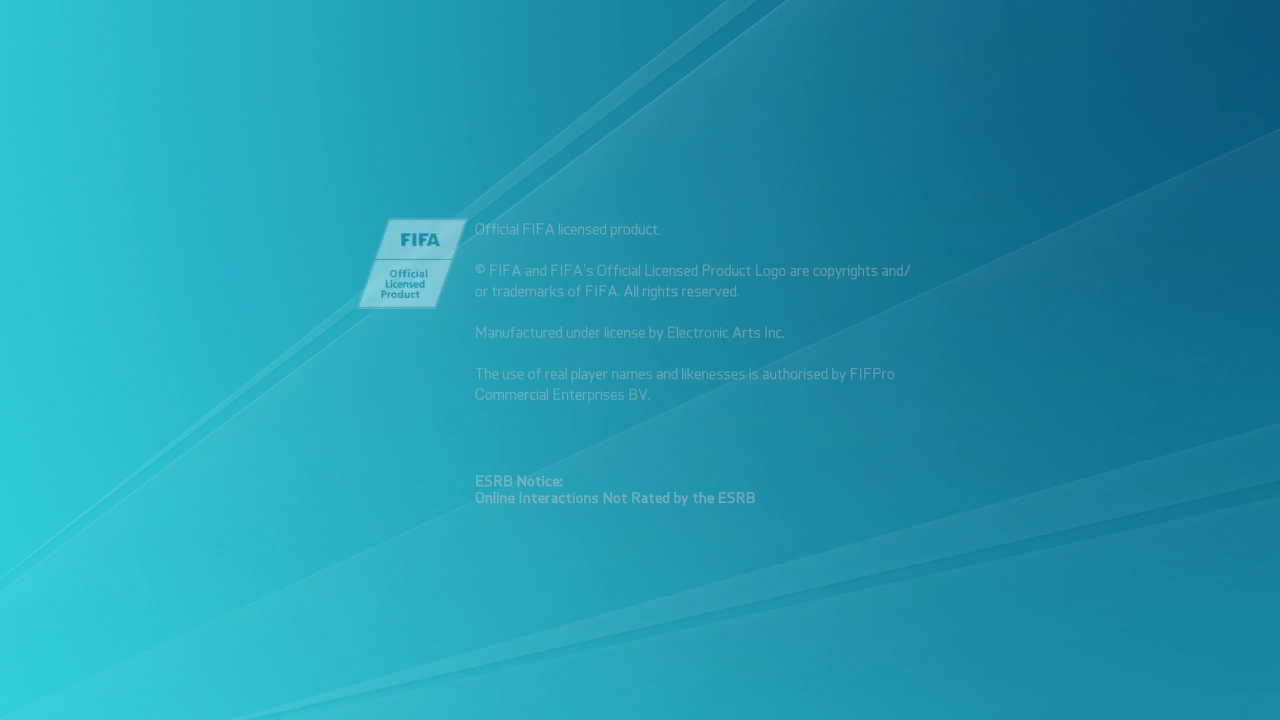 FIFA
Official
Licensed
Product
Official FIFA licensed product.
© FIFA and FIFA's Official Licensed Product Logo are copyrights and/
or trademarks of FIFA. All rights reserved.
Manufactured under license by Electronic Arts Inc.
The use of real player names and likenesses is authorised by FIFPro
Commercial Enterprises BV.
ESRB Notice:
Online Interactions Not Rated by the ESRB